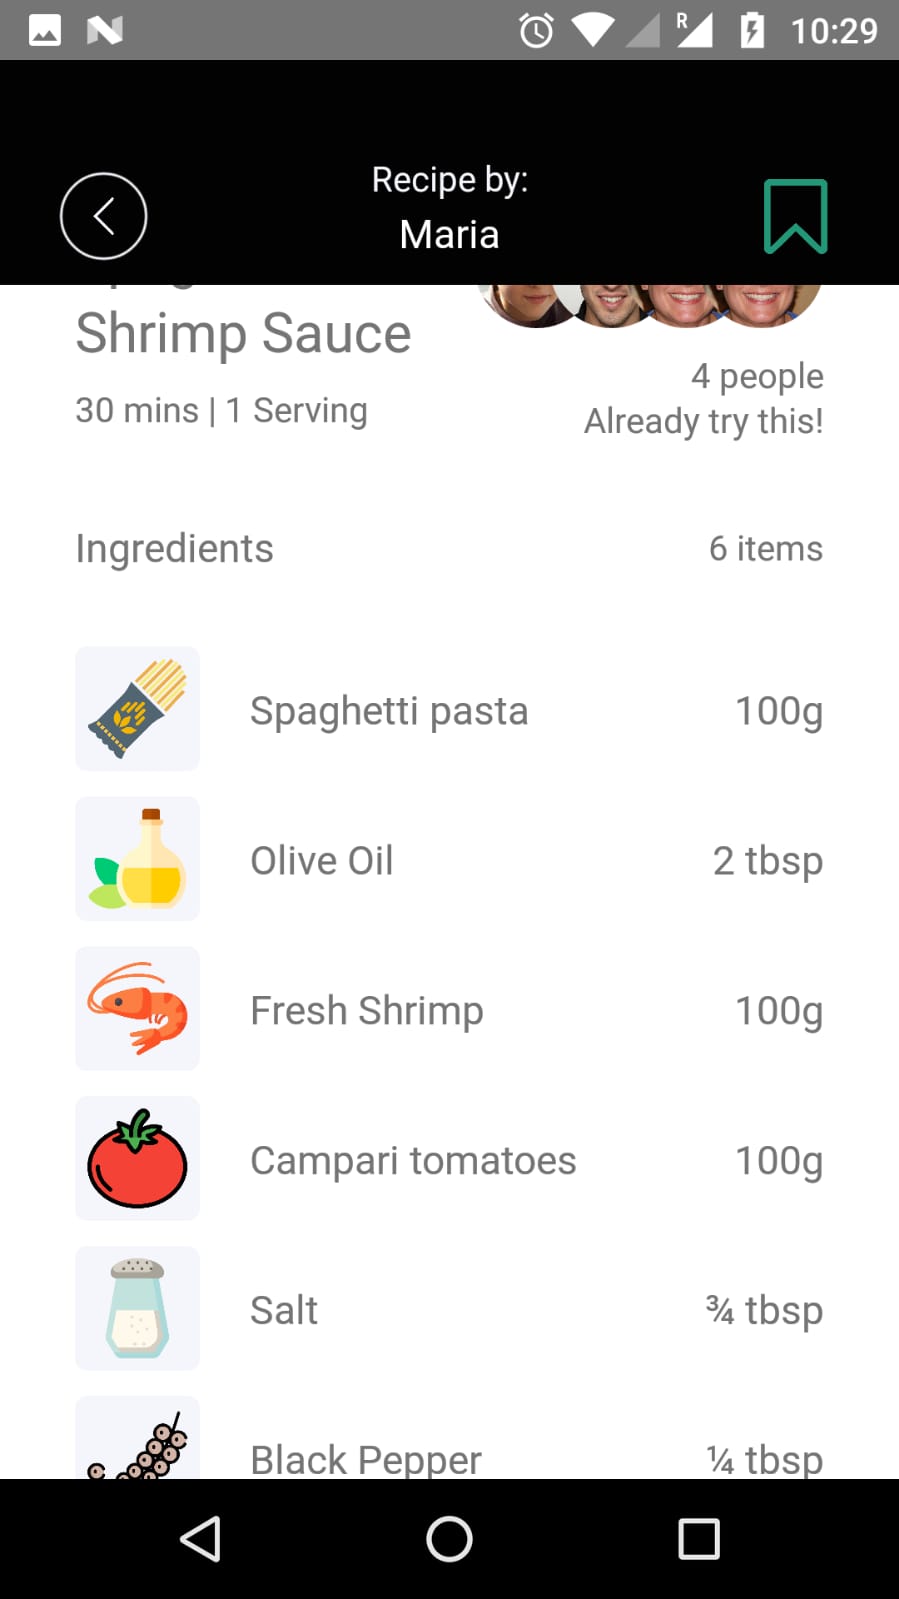 R
10:29
Recipe by:
Maria
Shrimp Sauce
30 mins | 1 Serving
4 people
Already try this!
Ingredients
6 items
Spaghetti pasta
100g
Olive Oil
2 tbsp
Fresh Shrimp
100g
Campari tomatoes
100g
Salt
¾ tbsp
Black Pepper
¼ tbsp